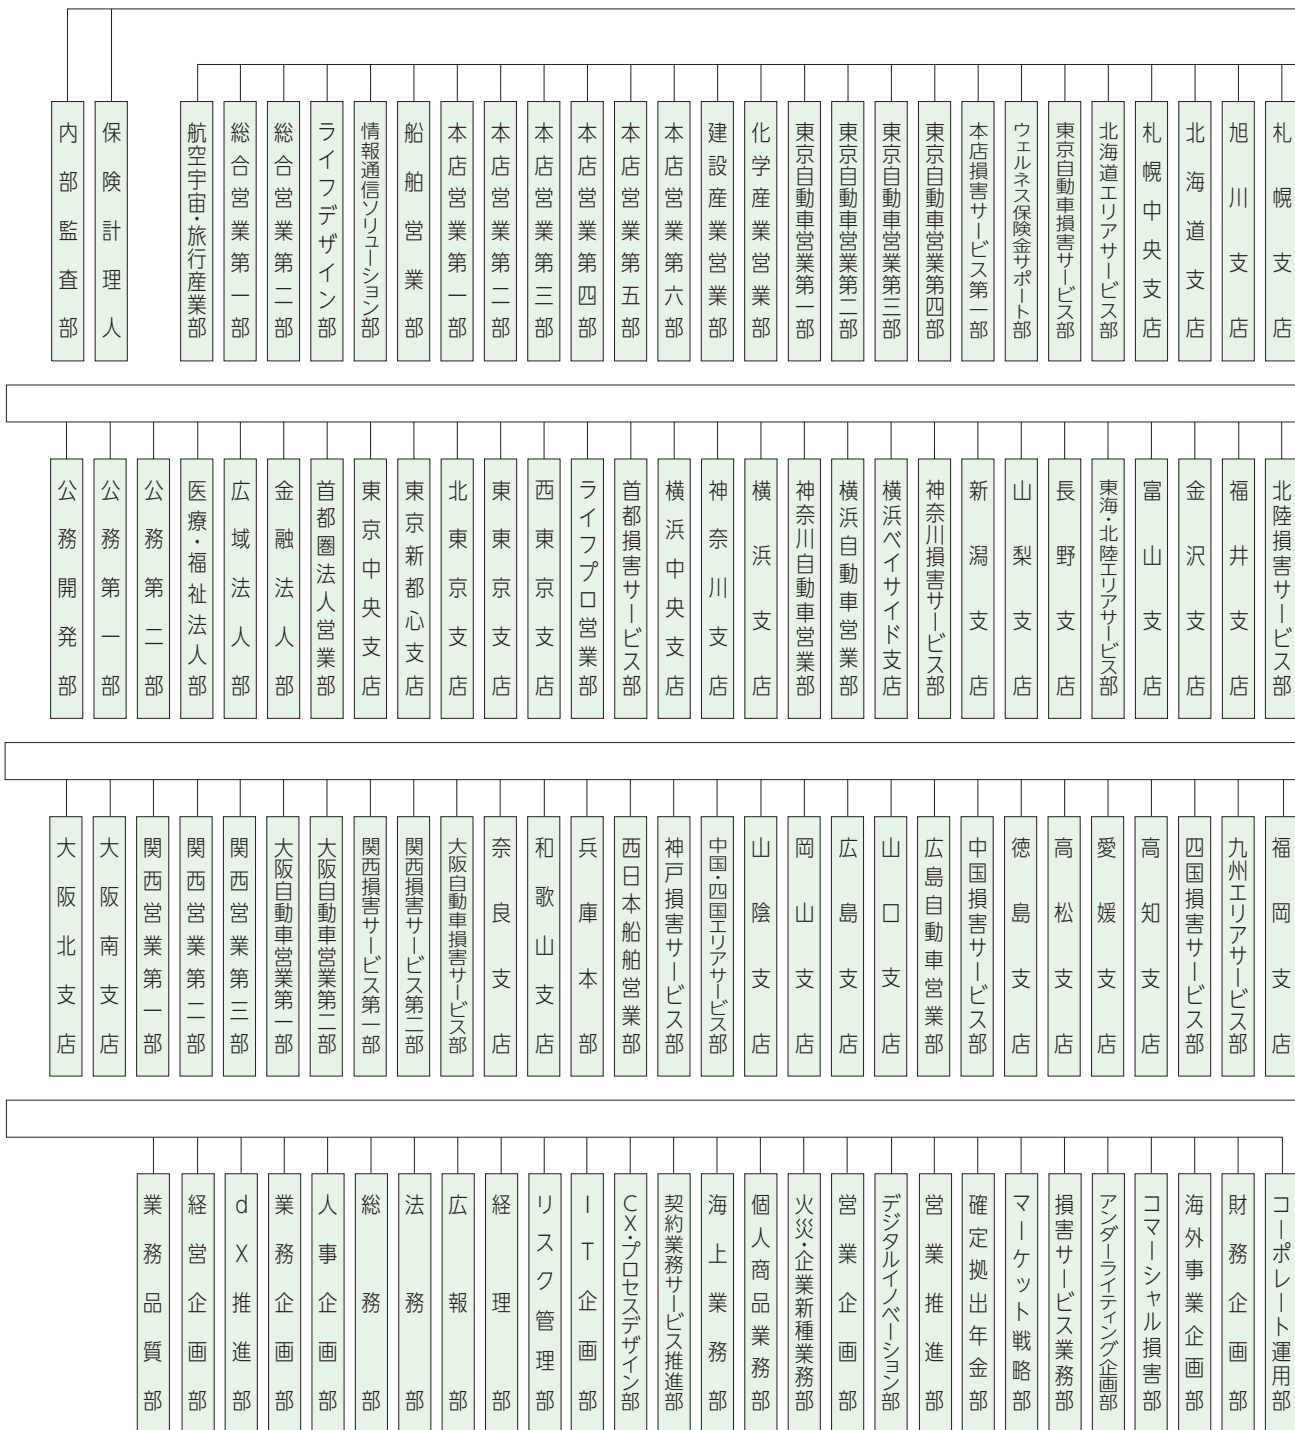 内部監査部
保険計理人
航空宇宙・旅行産業部
総合営業第一部
総合営業第二部
ライフデザイン部
情報通信ソリューション部
船舶営業部
本店営業第一部
本店営業第二部
本店営業第三部
本店営業第四部
本店営業第五部
本店営業第六部
建設産業営業部
化学産業営業部
東京自動車営業第一部
東京自動車営業第二部
東京自動車営業第三部
東京自動車営業第四部
本店損害サービス第一部
ウェルネス保険金サポート部
東京自動車損害サービス部
北海道エリアサービス部
札幌中央支店
北海道支店
旭川支店
札幌支店
公務開発部
公務第一部
公務第二部
医療・福祉法人部
広域法人部
金融法人部
首都圏法人営業部
東京中央支店
東京新都心支店
北東京支店
東東京支店
西東京支店
ライフプロ営業部
首都損害サービス部
横浜中央支店
神奈川支店
横浜支店
神奈川自動車営業部
横浜自動車営業部
横浜ベイサイド支店
神奈川損害サービス部
新潟支店
山梨支店
長野支店
東海・北陸エリアサービス部
富山支店
金沢支店
福井支店
北陸損害サービス部
大阪北支店
大阪南支店
関西営業第一部
関西営業第二部
関西営業第三部
大阪自動車営業第一部
大阪自動車営業第二部
関西損害サービス第一部
関西損害サービス第二部
大阪自動車損害サービス部
奈良支店
和歌山支店
兵庫本部
西日本船舶営業部
神戸損害サービス部
中国・四国エリアサービス部
山陰支店
岡山支店
広島支店
山口支店
広島自動車営業部
中国損害サービス部
徳島支店
高松支店
愛媛支店
高知支店
四国損害サービス部
九州エリアサービス部
福岡支店
業務品質部
経営企画部
dX推進部
業務企画部
人事企画部
総務部
法務部
広報部
経理部
リスク管理部
IT企画部
CX・プロセスデザイン部
契約業務サービス推進部
海上業務部
個人商品業務部
火災・企業新種業務部
営業企画部
デジタルイノベーション部
営業推進部
確定拠出年金部
マーケット戦略部
損害サービス業務部
アンダーライティング企画部
コマーシャル損害部
海外事業企画部
財務企画部
コーポレート運用部